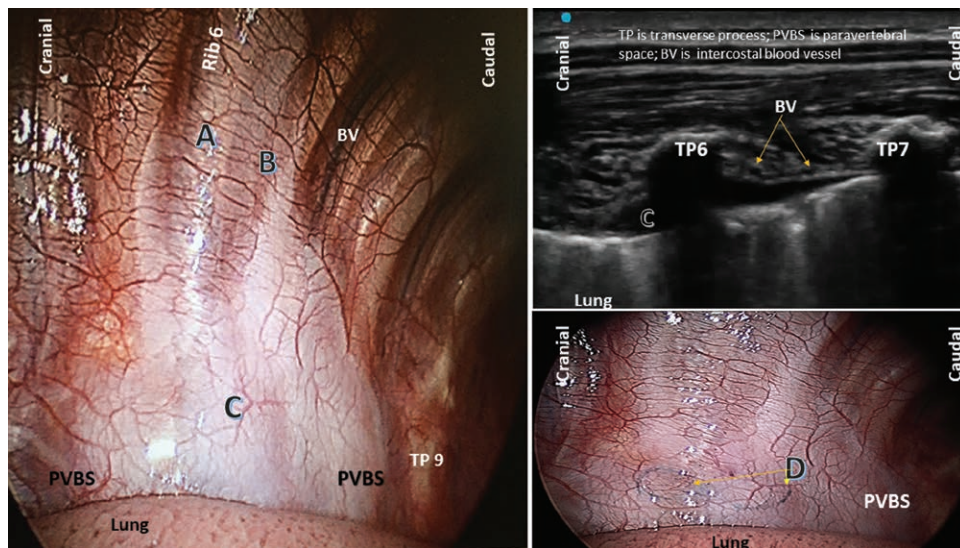 Cranial
Rib 6
Caudal
A
B
BV
C
PVBS
PVBS
TP 9
Lung
Cranial
TP is transverse process; PVBS is paravertebral
space; BV is intercostal blood vessel
Caudal
BV
TP6
TP7
C
Lung
Cranial
Caudal
D
PVBS
Lung